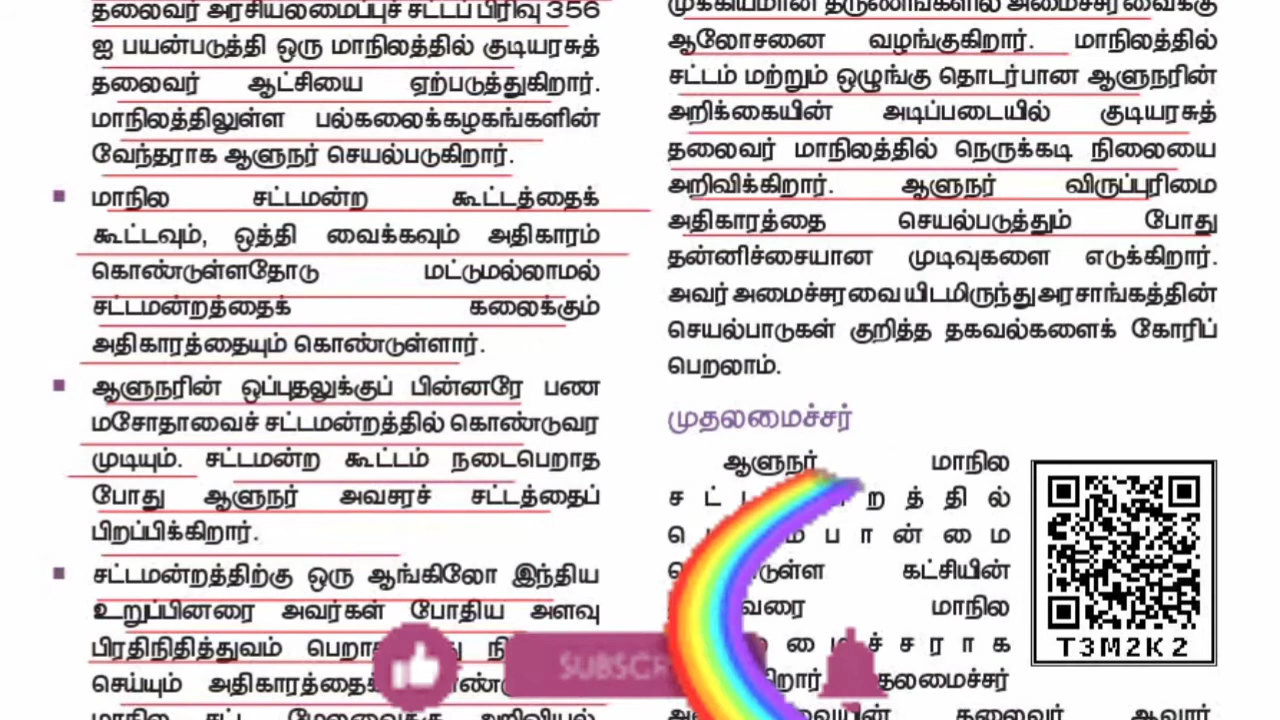 தலைவர் அரசியலமைப்புச் சட்டப் பிரிவு 356
ஐ பயன்படுத்தி ஒரு மாநிலத்தில் குடியரசுத்
தலைவர் ஆட்சியை ஏற்படுத்துகிறார்.
மாநிலத்திலுள்ள பல்கலைக்கழகங்களின்
வேந்தராக ஆளுநர் செயல்படுகிறார்.
மாநில சட்டமன்ற கூட்டத்தைக்
கூட்டவும், ஒத்தி வைக்கவும் அதிகாரம்
கொண்டுள்ளதோடு மட்டுமல்லாமல்
சட்டமன்றத்தைக் கலைக்கும்
அதிகாரத்தையும் கொண்டுள்ளார்.
ஆளுநரின் ஒப்புதலுக்குப் பின்னரே பண
மசோதாவைச் சட்டமன்றத்தில் கொண்டுவர
முடியும். சட்டமன்ற கூட்டம் நடைபெறாத
போது ஆளுநர் அவசரச் சட்டத்தைப்
பிறப்பிக்கிறார்.
சட்டமன்றத்திற்கு ஒரு ஆங்கிலோ இந்திய
உறுப்பினரை அவர்கள் போதிய அளவு
பிரதிநிதித்துவம்
செய்யும் அதிகாரத்தைக்
முக்கியமான தருணங்களில் அமைச்சரவைக்கு
ஆலோசனை வழங்குகிறார். மாநிலத்தில்
சட்டம் மற்றும் ஒழுங்கு தொடர்பான ஆளுநரின்
அறிக்கையின் அடிப்படையில் குடியரசுத்
தலைவர் மாநிலத்தில் நெருக்கடி நிலையை
அறிவிக்கிறார். ஆளுநர் விருப்புரிமை
அதிகாரத்தை செயல்படுத்தும் போது
தன்னிச்சையான முடிவுகளை எடுக்கிறார்.
அவர் அமைச்சரவையிடமிருந்து அரசாங்கத்தின்
செயல்பாடுகள் குறித்த தகவல்களைக் கோரிப்
பெறலாம்.
முதலமைச்சர்
ஆளுநர் மாநில
கட்சியின்
மாநில
T3M2K2